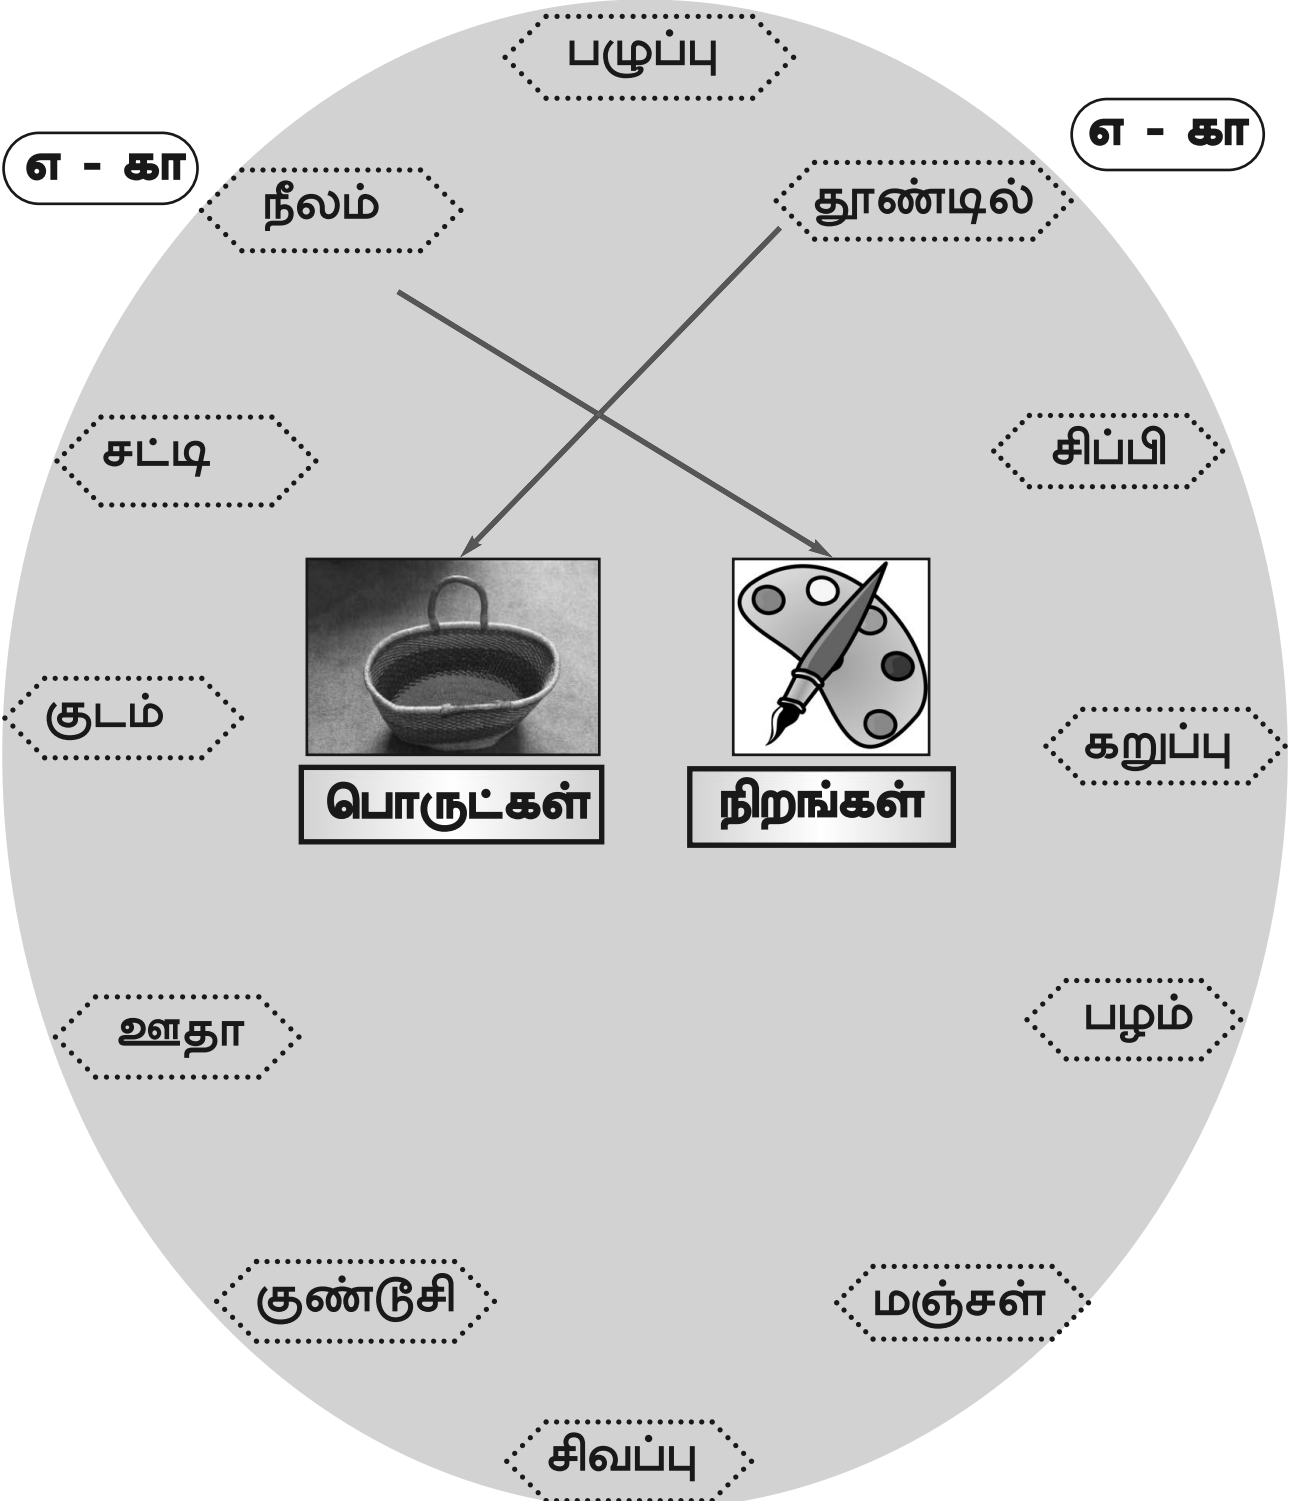 பழுப்பு
எ - கா
எ - கா
நீலம்
தூண்டில்
சட்டி
சிப்பி
குடம்
கறுப்பு
பொருட்கள்
நிறங்கள்
ஊதா
பழம்
குண்டூசி
மஞ்சள்
சிவப்பு